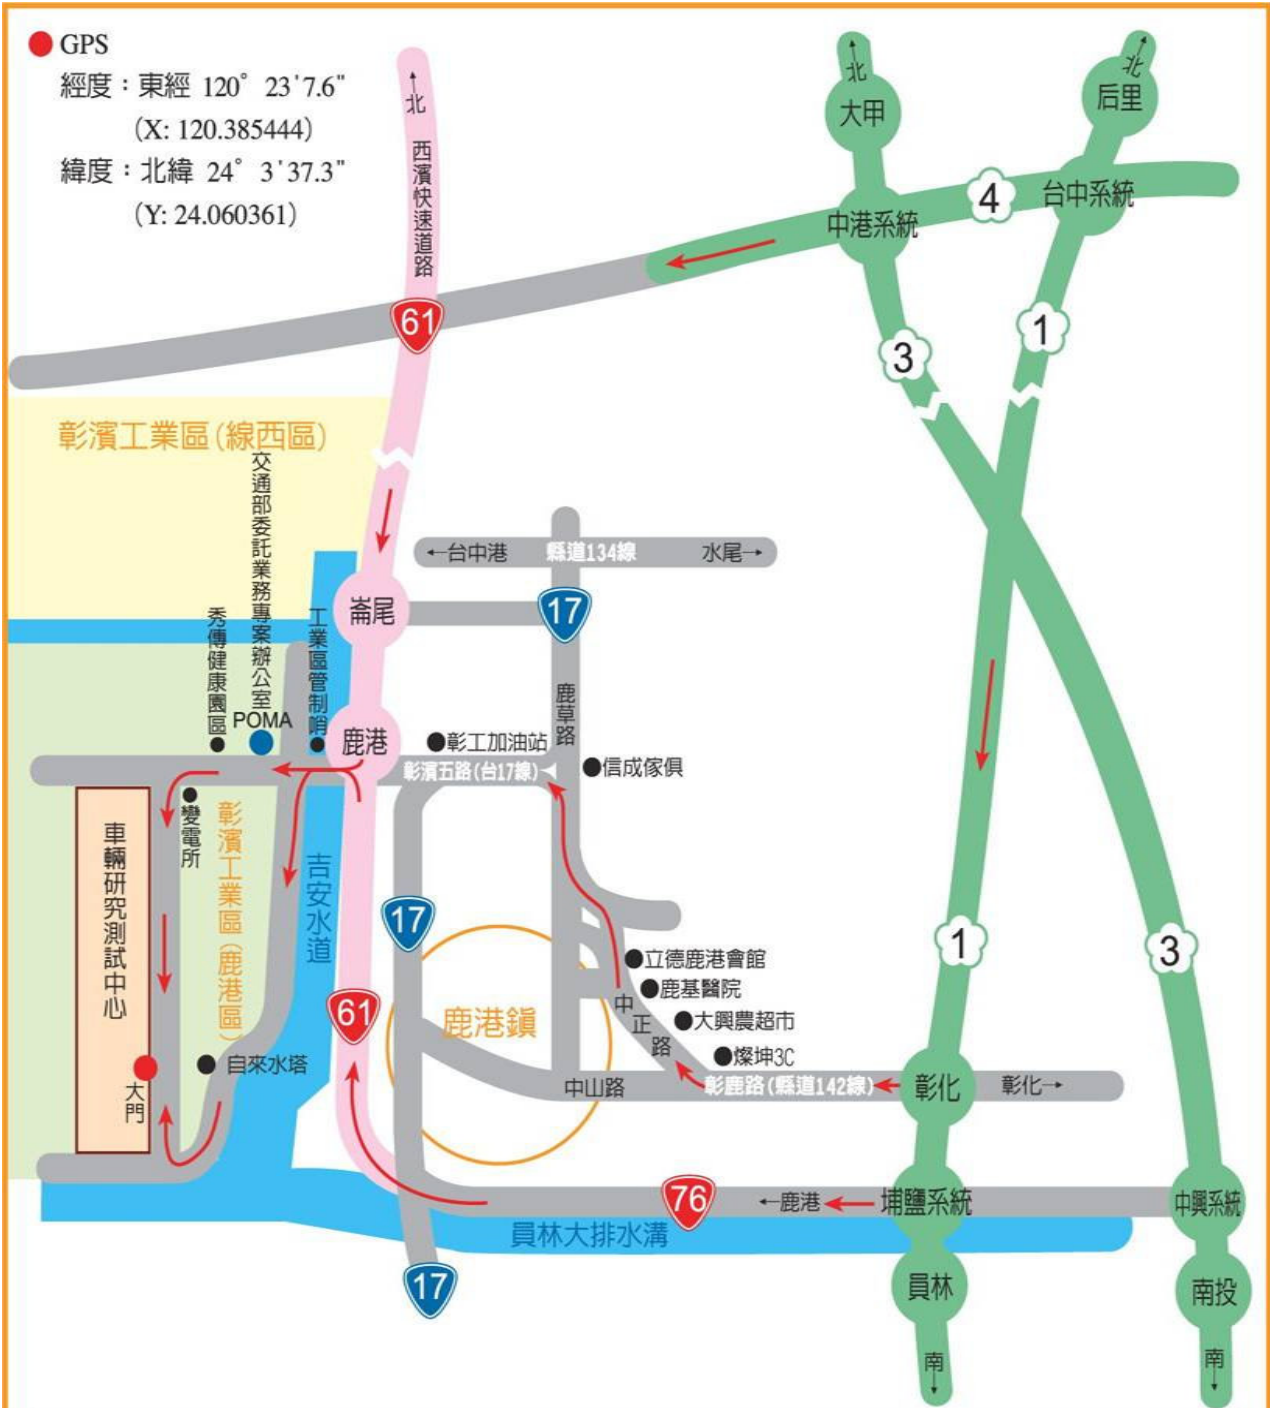 GPS
經度：東經 120° 23'7.6"
(X: 120.385444)
緯度：北緯 24° 3'37.3"
(Y: 24.060361)
←北
西濱快速道路
61
←北
大甲
←北
后里
4
台中系統
中港系統
3
1
彰濱工業區(線西區)
交通部委託業務專案辦公室
POMA
秀傳健康園區
工業區管制哨
崙尾
←台中港
縣道134線
水尾→
17
鹿草路
鹿港
彰工加油站
彰濱五路(台17線)
信成傢俱
變電所
車輛研究測試中心
彰濱工業區(鹿港區)
吉安水道
17
61
鹿港鎮
立德鹿港會館
鹿基醫院
中正路
大興農超市
燦坤3C
1
3
自來水塔
大門
中山路
彰鹿路(縣道142線)
彰化
彰化→
76
←鹿港
埔鹽系統
中興系統
員林大排水溝
17
員林
南投
南→
南→